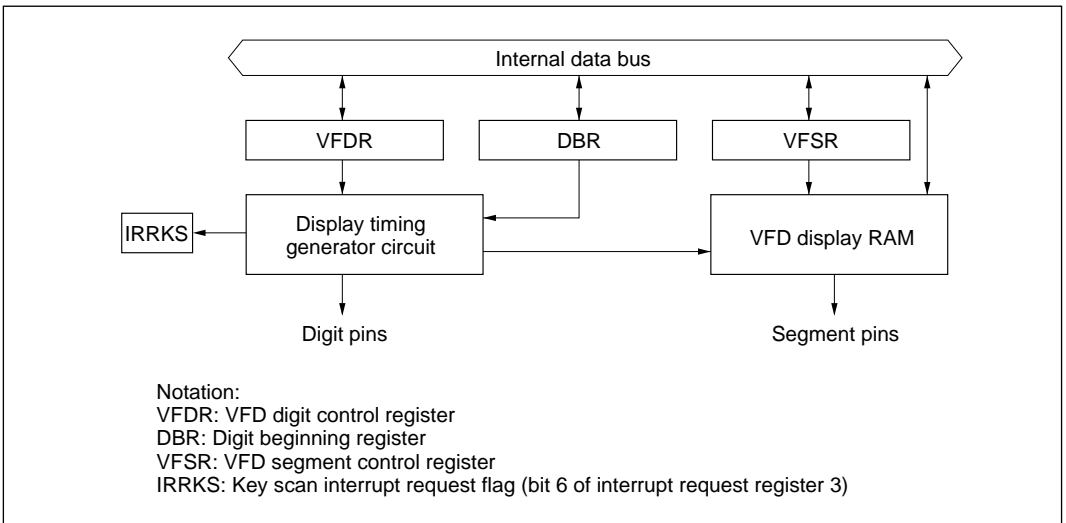 Internal data bus
VFDR
DBR
VFSR
IRRKS
Display timing
generator circuit
VFD display RAM
Digit pins
Segment pins
Notation:
VFDR: VFD digit control register
DBR: Digit beginning register
VFSR: VFD segment control register
IRRKS: Key scan interrupt request flag (bit 6 of interrupt request register 3)